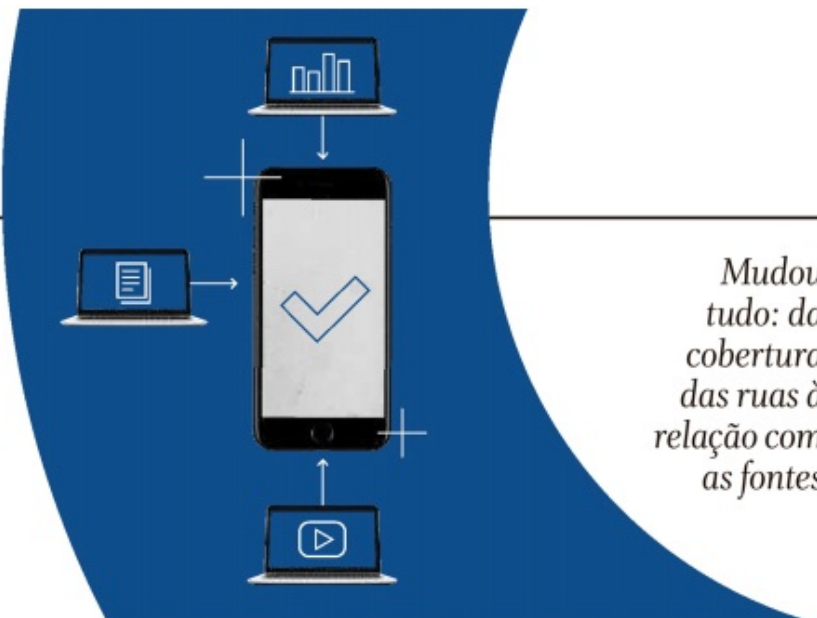 Mudou
tudo: da
cobertura
das ruas à
relação com
as fontes